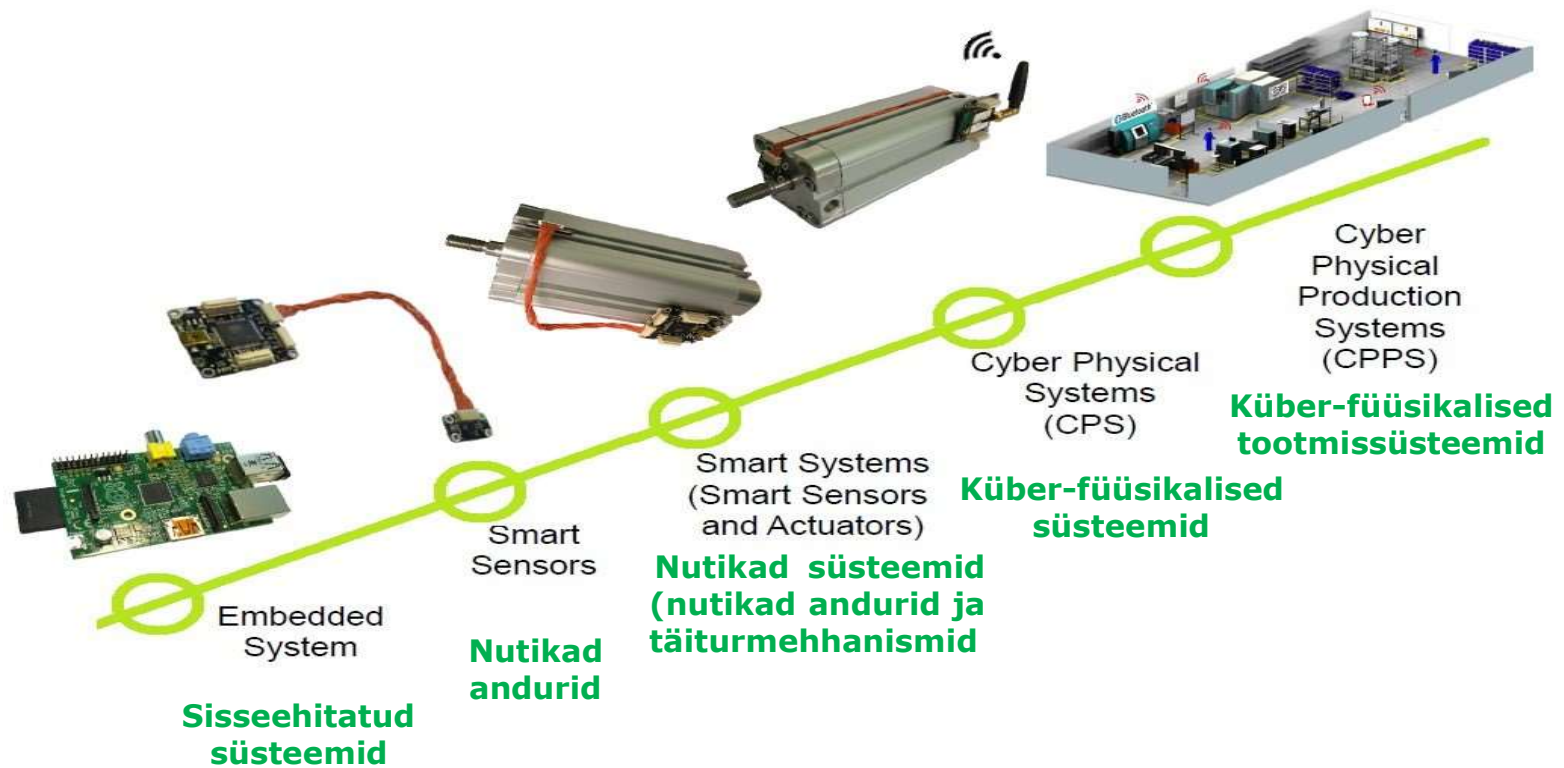 Bluetooth
Embedded
System
Sisseehitatud
süsteemid
Smart
Sensors
Nutikad
andurid
Smart Systems
(Smart Sensors
and Actuators)
Nutikad süsteemid
(nutikad andurid ja
täiturmehhanismid
Cyber Physical
Systems
(CPS)
Küber-füüsikalised
süsteemid
Cyber
Physical
Production
Systems
(CPPS)
Küber-füüsikalised
tootmissüsteemid